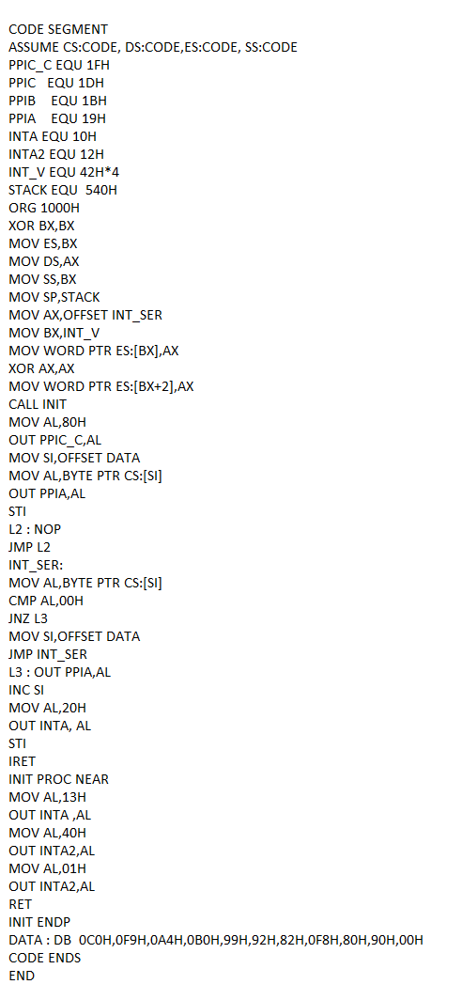 CODE SEGMENT
ASSUME CS:CODE, DS:CODE,ES:CODE, SS:CODE
PPIC_C EQU 1FH
PPIC   EQU 1DH
PPIB    EQU 1BH
PPIA    EQU 19H
INTA EQU 10H
INTA2 EQU 12H
INT_V EQU 42H*4
STACK EQU  540H
ORG 1000H
XOR BX,BX
MOV ES,BX
MOV DS,AX
MOV SS,BX
MOV SP,STACK
MOV AX,OFFSET INT_SER
MOV BX,INT_V
MOV WORD PTR ES:[BX],AX
XOR AX,AX
MOV WORD PTR ES:[BX+2],AX
CALL INIT
MOV AL,80H
OUT PPIC_C,AL
MOV SI,OFFSET DATA
MOV AL,BYTE PTR CS:[SI]
OUT PPIA,AL
STI
L2 : NOP
JMP L2
INT_SER:
MOV AL,BYTE PTR CS:[SI]
CMP AL,00H
JNZ L3
MOV SI,OFFSET DATA
JMP INT_SER
L3 : OUT PPIA,AL
INC SI
MOV AL,20H
OUT INTA, AL
STI
IRET
INIT PROC NEAR
MOV AL,13H
OUT INTA ,AL
MOV AL,40H
OUT INTA2,AL
MOV AL,01H
OUT INTA2,AL
RET
INIT ENDP
DATA : DB  0C0H,0F9H,0A4H,0B0H,99H,92H,82H,0F8H,80H,90H,00H
CODE ENDS
END